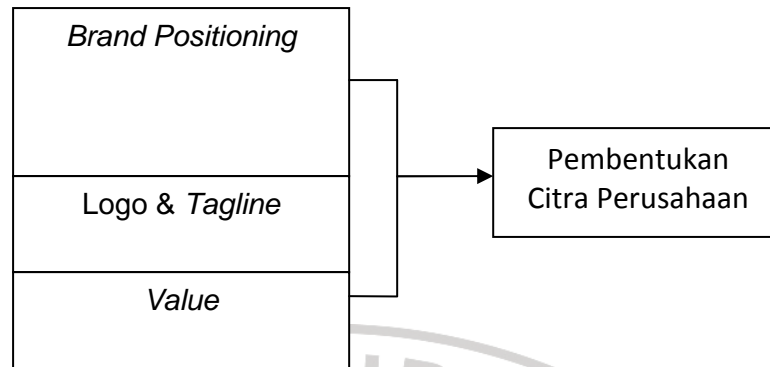 Brand Positioning
Logo & Tagline
Value
Pembentukan
Citra Perusahaan